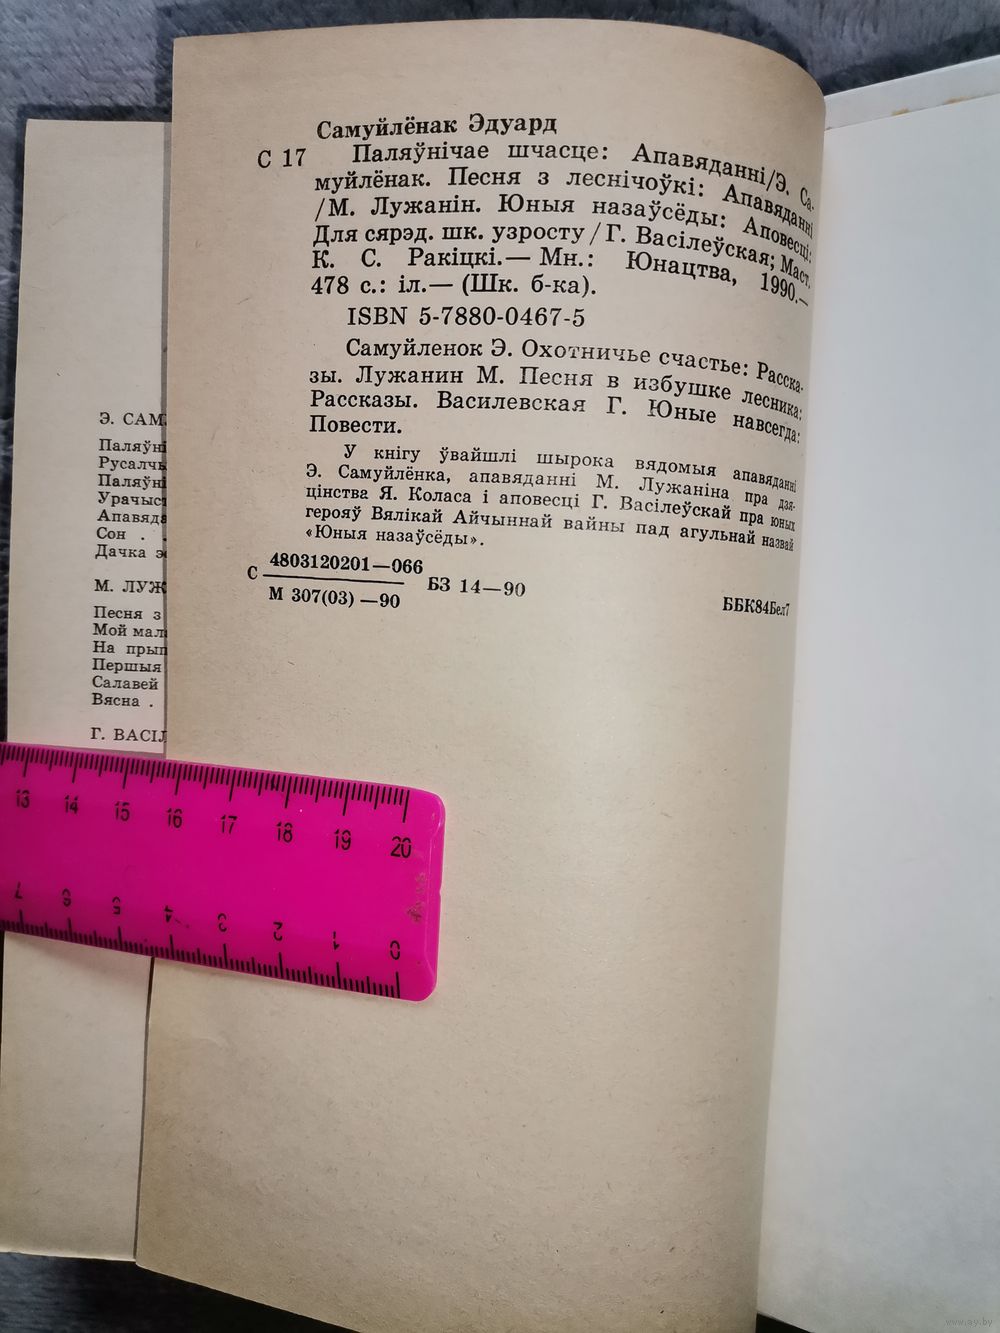 Самуйлёнак Эдуард
С 17 Паляўнічае шчасце: Апавяданні/Э. Са-
муйлёнак. Песня з леснічоўкі: Апавяданні
/М. Лужанін. Юныя назаўсёды: Аповесці:
Для сярэд. шк. узросту / Г. Васілеўская; Маст.
К. С. Ракіцкі.— Мн.: Юнацтва, 1990.—
478 с.: іл.— (Шк. б-ка).
ISBN 5-7880-0467-5
Самуйленок Э. Охотничье счастье: Расска-
зы. Лужанин М. Песня в избушке лесника:
Рассказы. Василевская Г. Юные навсегда:
Повести.
У кнігу ўвайшлі шырока вядомыя апавяданні
Э. Самуйлёнка, апавяданні М. Лужаніна пра дзя-
цінства Я. Коласа і аповесці Г. Васілеўскай пра юных
герояў Вялікай Айчыннай вайны пад агульнай назвай
«Юныя назаўсёды».
С 4803120201—066
М 307(03) —90
БЗ 14—90
ББК84Бел7
Э. САМ
Паляўні
Русалчы
Паляўні
Урачыст
Апавяда
Сон .
Дачка э
М. ЛУЖ
Песня з
Мой мал
На прып
Першыя
Салавей
Вясна .
Г. ВАСІЛ
13 14 15 16 17 18 19 20
7 6 5 4 3 2 1 0
www.ay.by